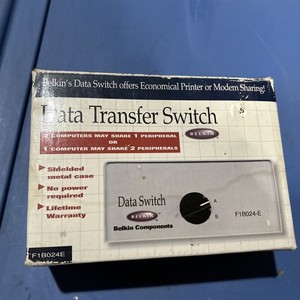 Belkin's Data Switch offers Economical Printer or Modem Sharing!
Data Transfer Switch
2 COMPUTERS MAY SHARE 1 PERIPHERAL
OR
1 COMPUTER MAY SHARE 2 PERIPHERALS
BELKIN
Shielded
metal case
No power
required
Lifetime
Warranty
Data Switch
BELKIN
Belkin Components
A
B
F1B024-E
F1B024E